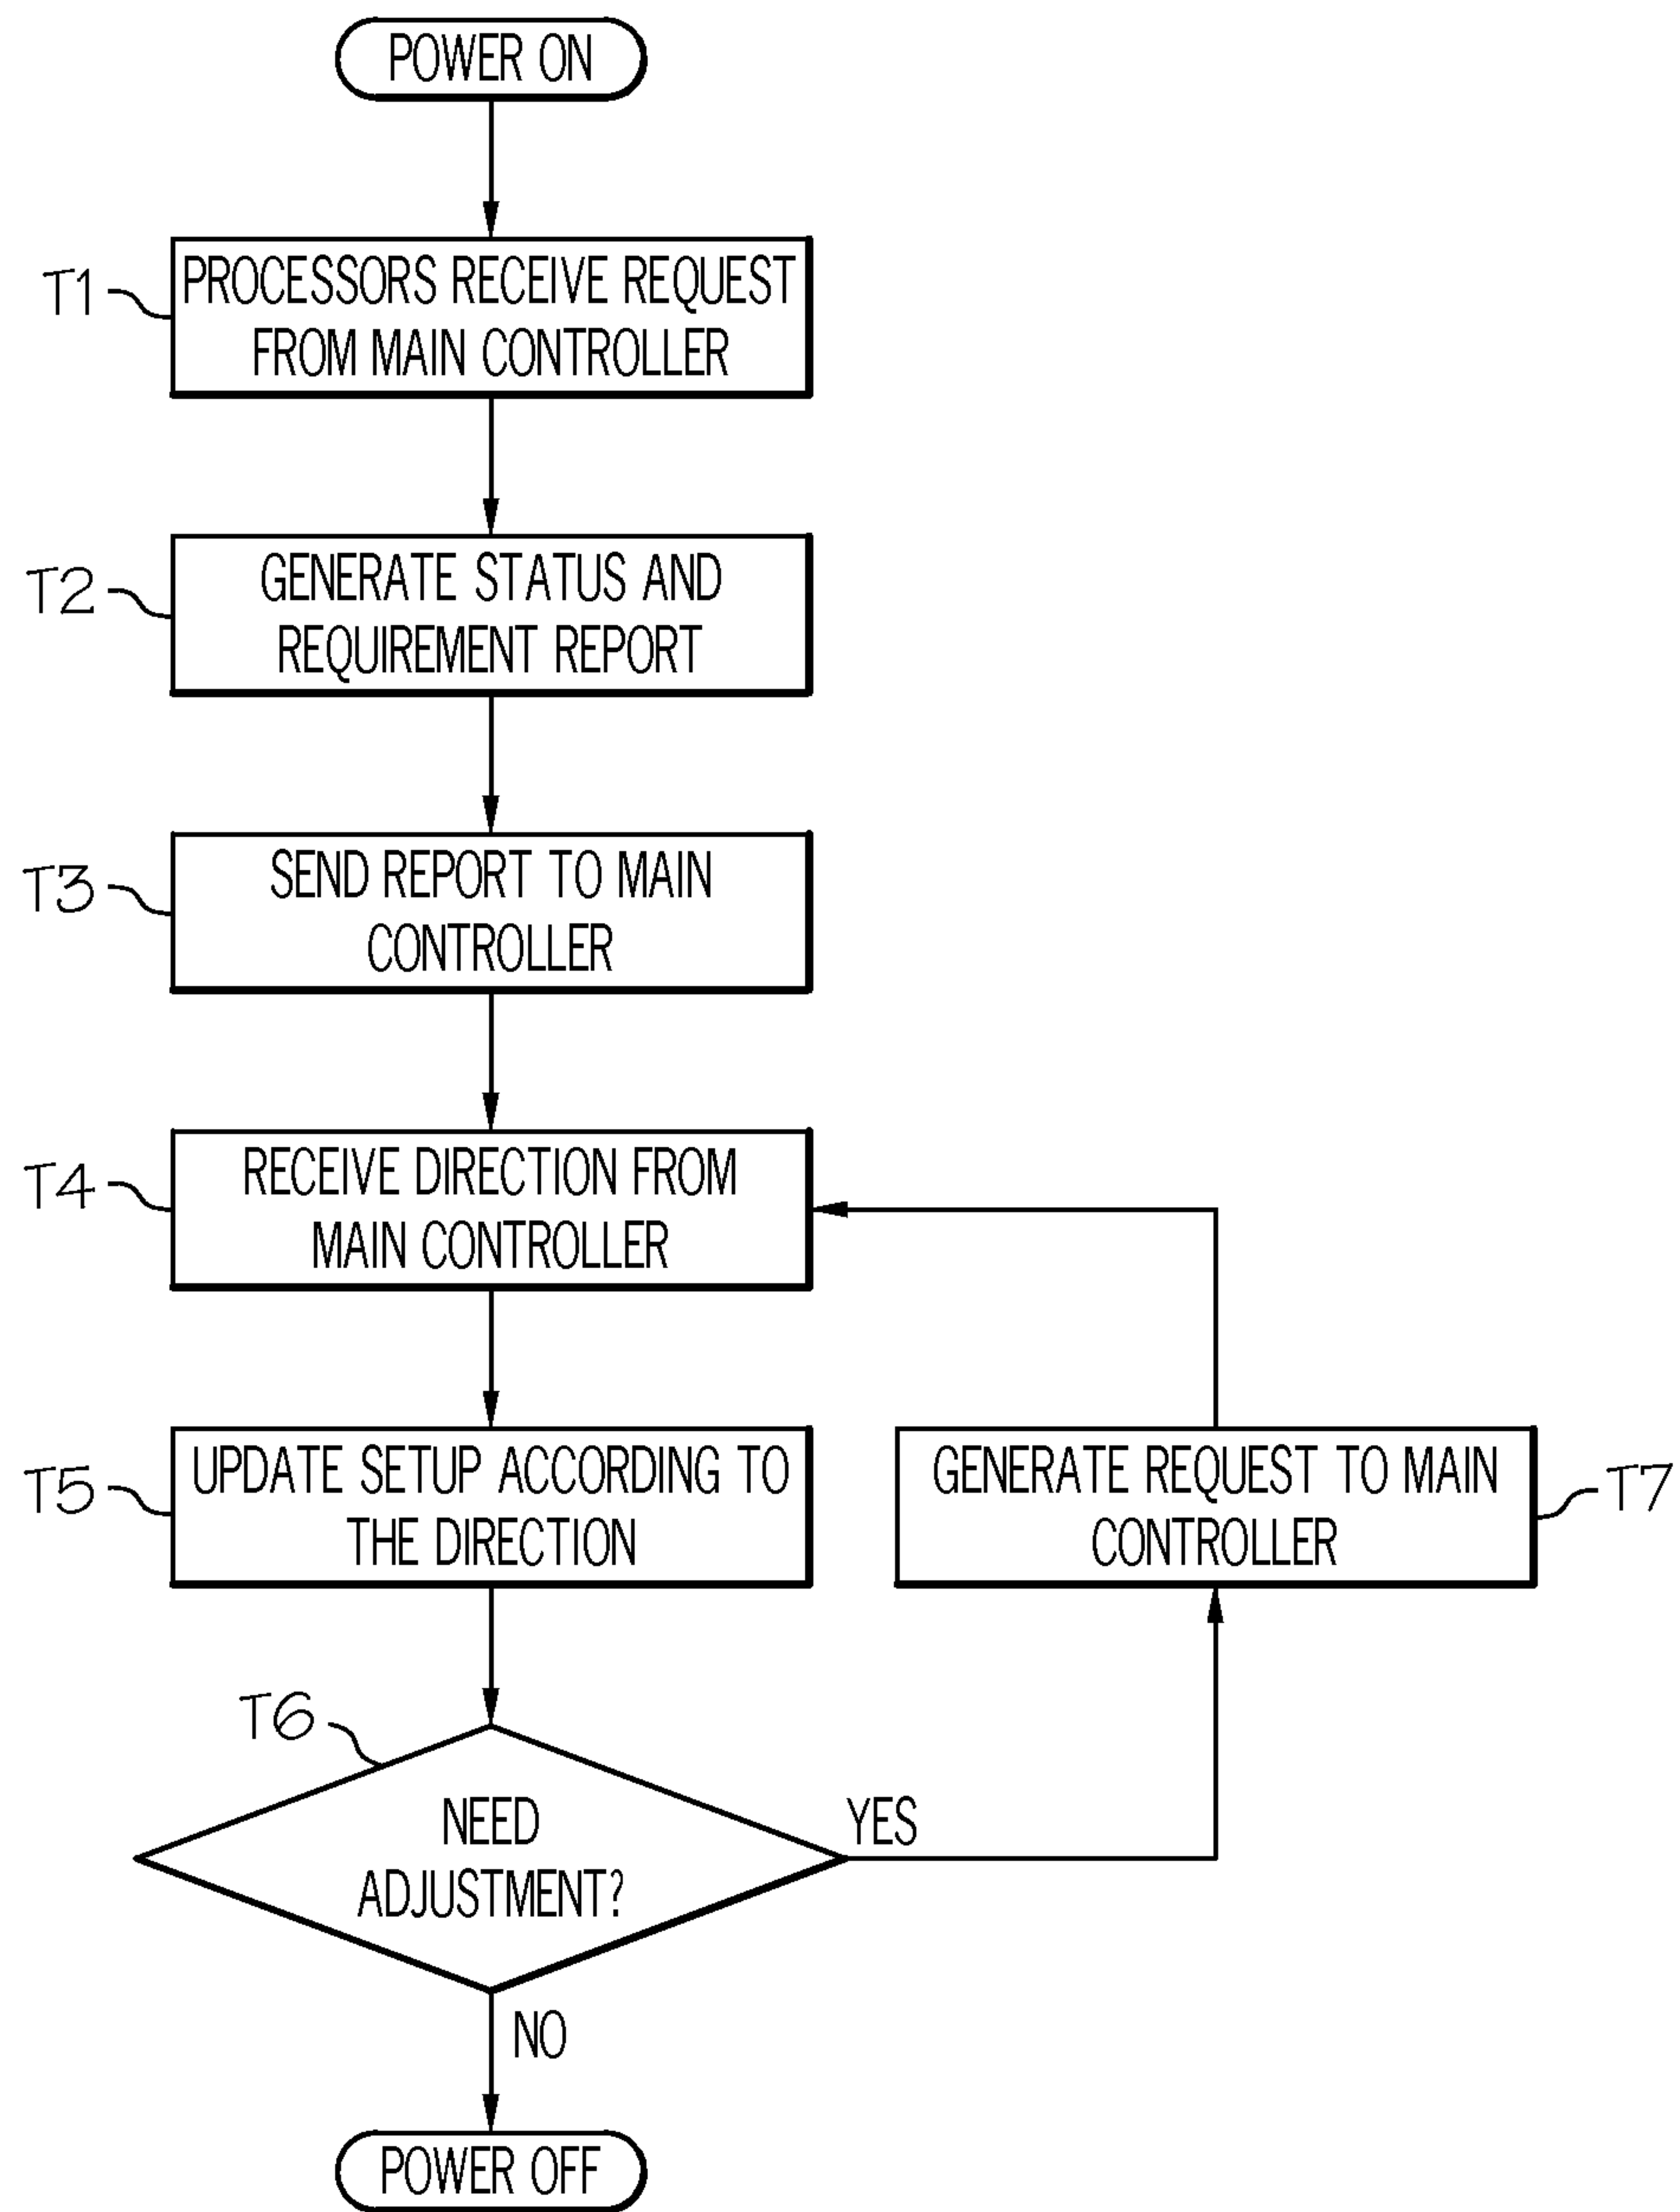 POWER ON
T1
PROCESSORS RECEIVE REQUEST
FROM MAIN CONTROLLER
T2
GENERATE STATUS AND
REQUIREMENT REPORT
T3
SEND REPORT TO MAIN
CONTROLLER
T4
RECEIVE DIRECTION FROM
MAIN CONTROLLER
T5
UPDATE SETUP ACCORDING TO
THE DIRECTION
GENERATE REQUEST TO MAIN
CONTROLLER
T7
T6
NEED
ADJUSTMENT?
YES
NO
POWER OFF